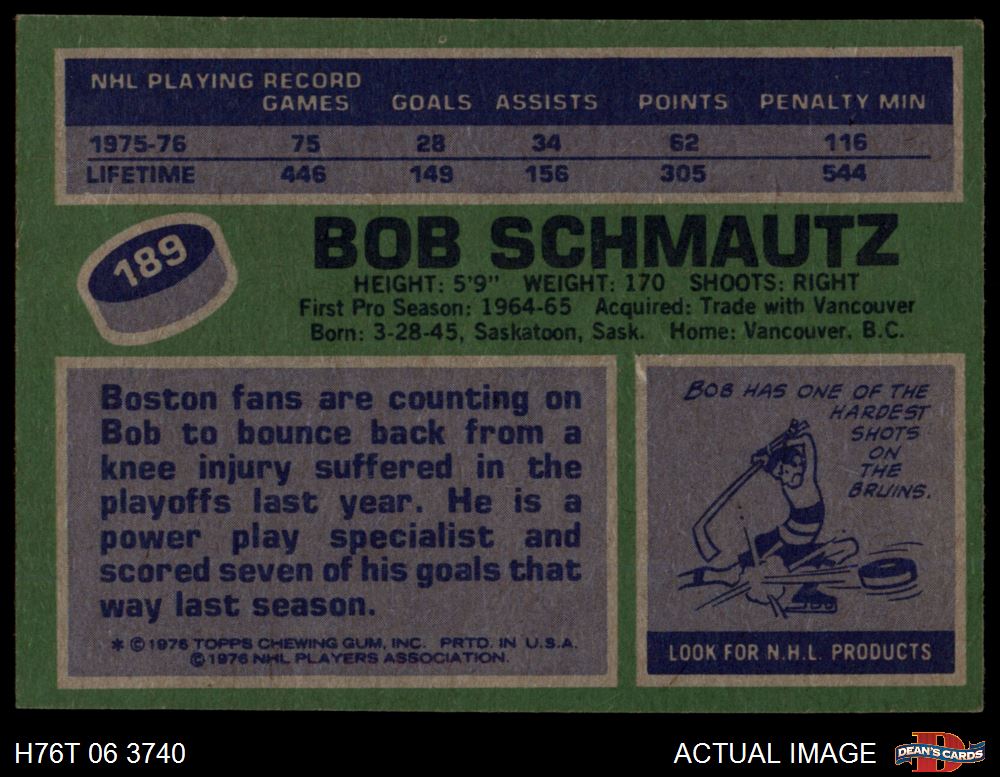 NHL PLAYING RECORD
GAMES GOALS ASSISTS POINTS PENALTY MIN
1975-76 75 28 34 62 116
LIFETIME 446 149 156 305 544
189
BOB SCHMAUTZ
HEIGHT: 5'9" WEIGHT: 170 SHOOTS: RIGHT
First Pro Season: 1964-65 Acquired: Trade with Vancouver
Born: 3-28-45, Saskatoon, Sask. Home: Vancouver, B.C.
Boston fans are counting on
Bob to bounce back from a
knee injury suffered in the
playoffs last year. He is a
power play specialist and
scored seven of his goals that
way last season.
* © 1976 TOPPS CHEWING GUM, INC. PRTD. IN U.S.A.
© 1976 NHL PLAYERS ASSOCIATION.
BOB HAS ONE OF THE
HARDEST
SHOTS
ON
THE
BRUINS.
LOOK FOR N.H.L. PRODUCTS
H76T 06 3740
ACTUAL IMAGE
D
DEAN'S CARDS